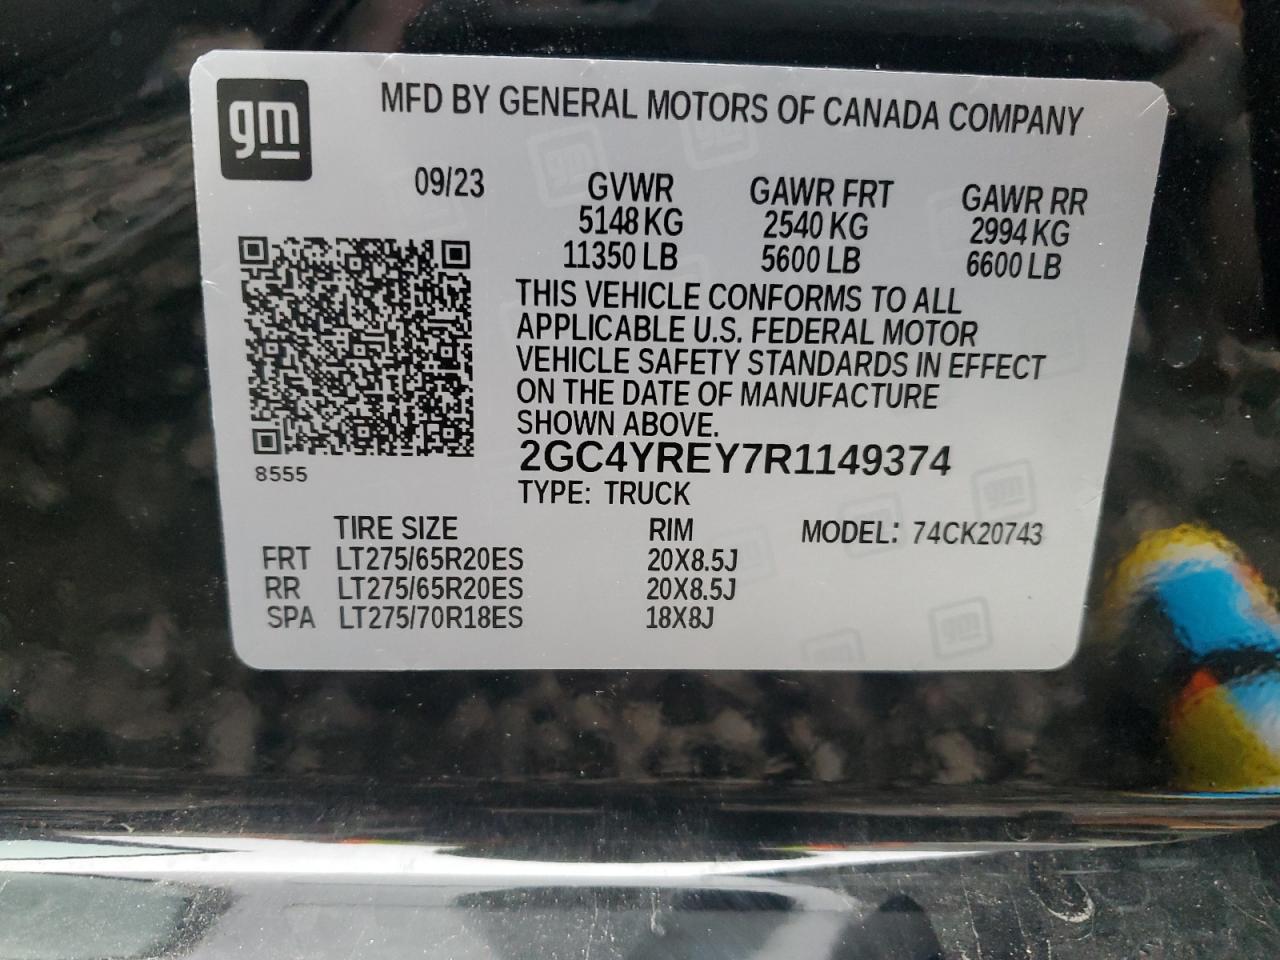 gm
MFD BY GENERAL MOTORS OF CANADA COMPANY
09/23
GVWR GAWR FRT GAWR RR
5148 KG 2540 KG 2994 KG
11350 LB 5600 LB 6600 LB
THIS VEHICLE CONFORMS TO ALL
APPLICABLE U.S. FEDERAL MOTOR
VEHICLE SAFETY STANDARDS IN EFFECT
ON THE DATE OF MANUFACTURE
SHOWN ABOVE.
2GC4YREY7R1149374
8555
TYPE: TRUCK
TIRE SIZE RIM MODEL: 74CK20743
FRT LT275/65R20ES 20X8.5J
RR LT275/65R20ES 20X8.5J
SPA LT275/70R18ES 18X8J